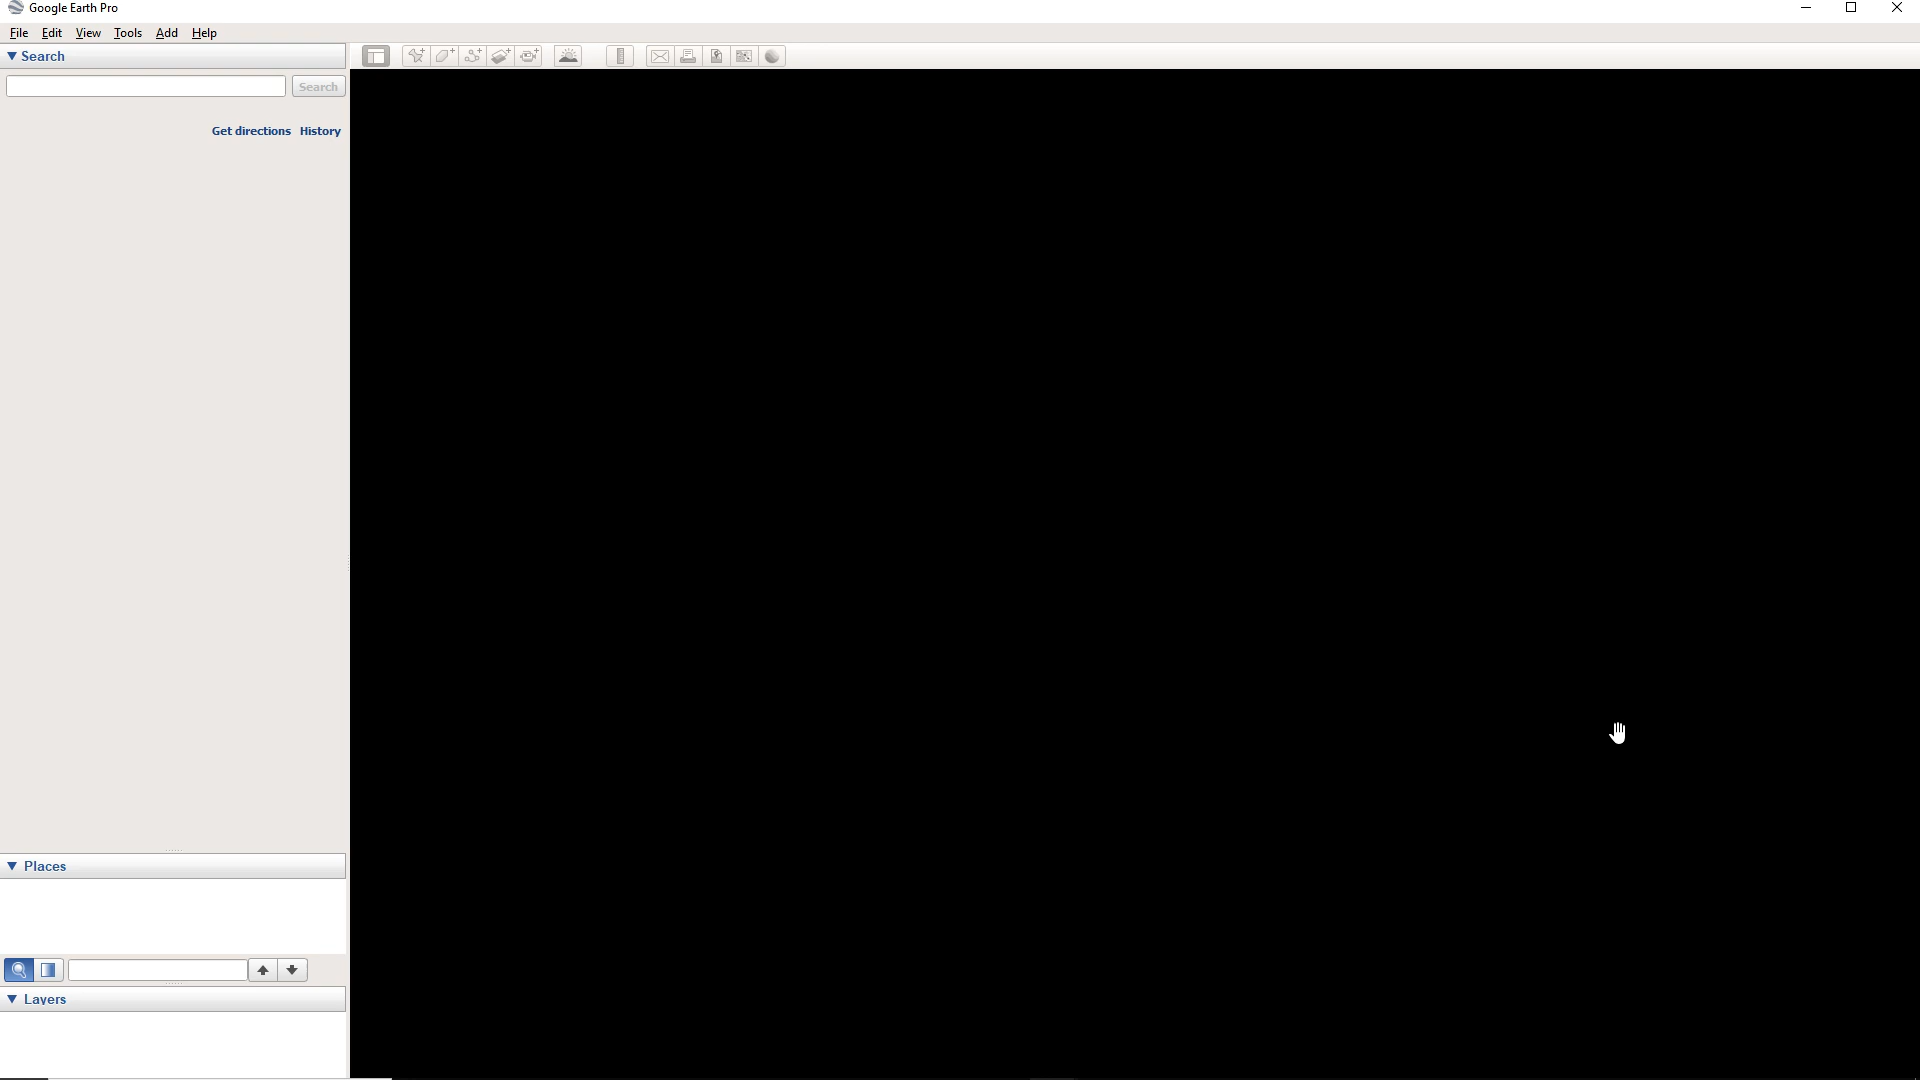 Google Earth Pro
File Edit View Tools Add Help
Search
Search
Get directions History
Places
Layers